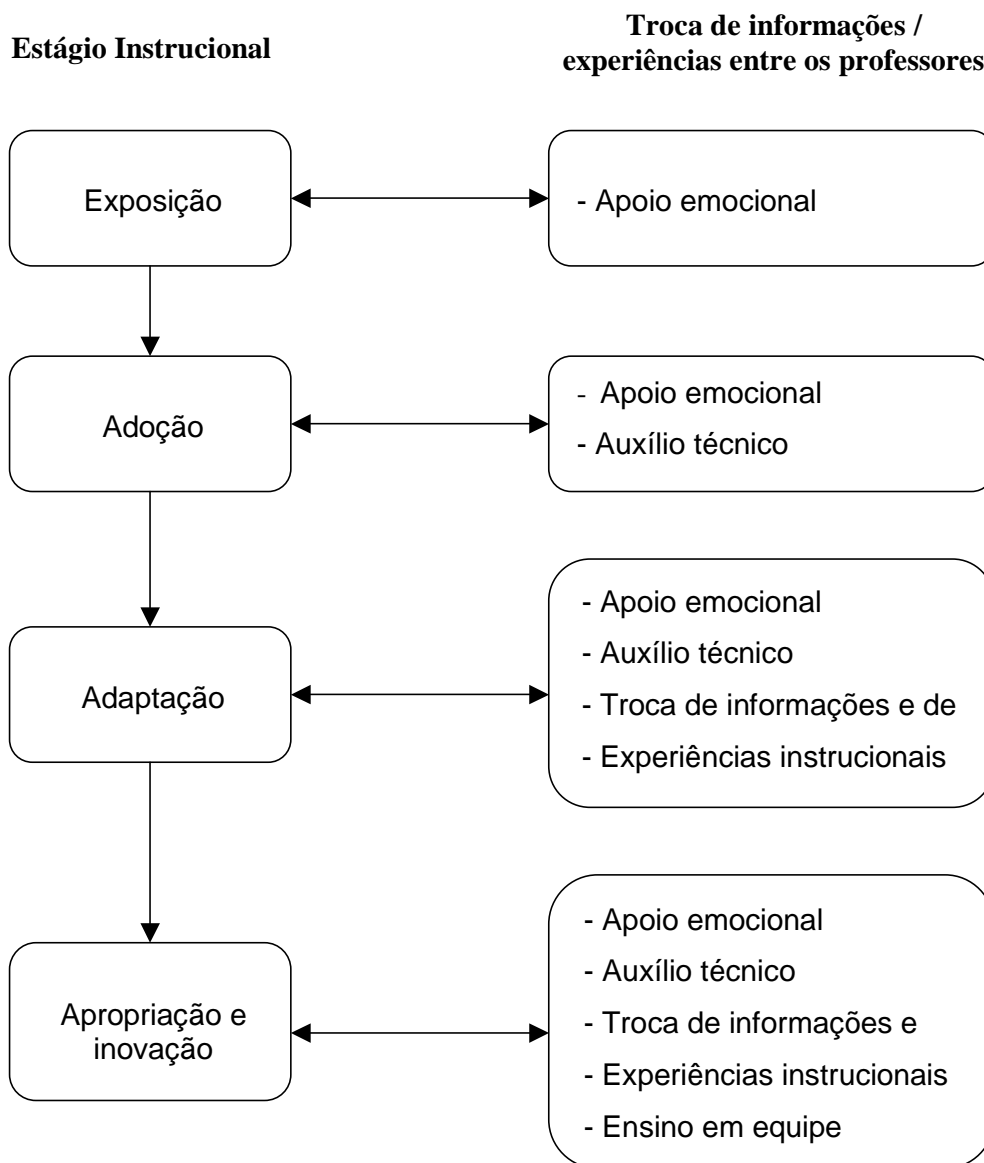 Estágio Instrucional
Troca de informações /
experiências entre os professores
Exposição
- Apoio emocional
Adoção
- Apoio emocional
- Auxílio técnico
Adaptação
- Apoio emocional
- Auxílio técnico
- Troca de informações e de
- Experiências instrucionais
Apropriação e
inovação
- Apoio emocional
- Auxílio técnico
- Troca de informações e
- Experiências instrucionais
- Ensino em equipe